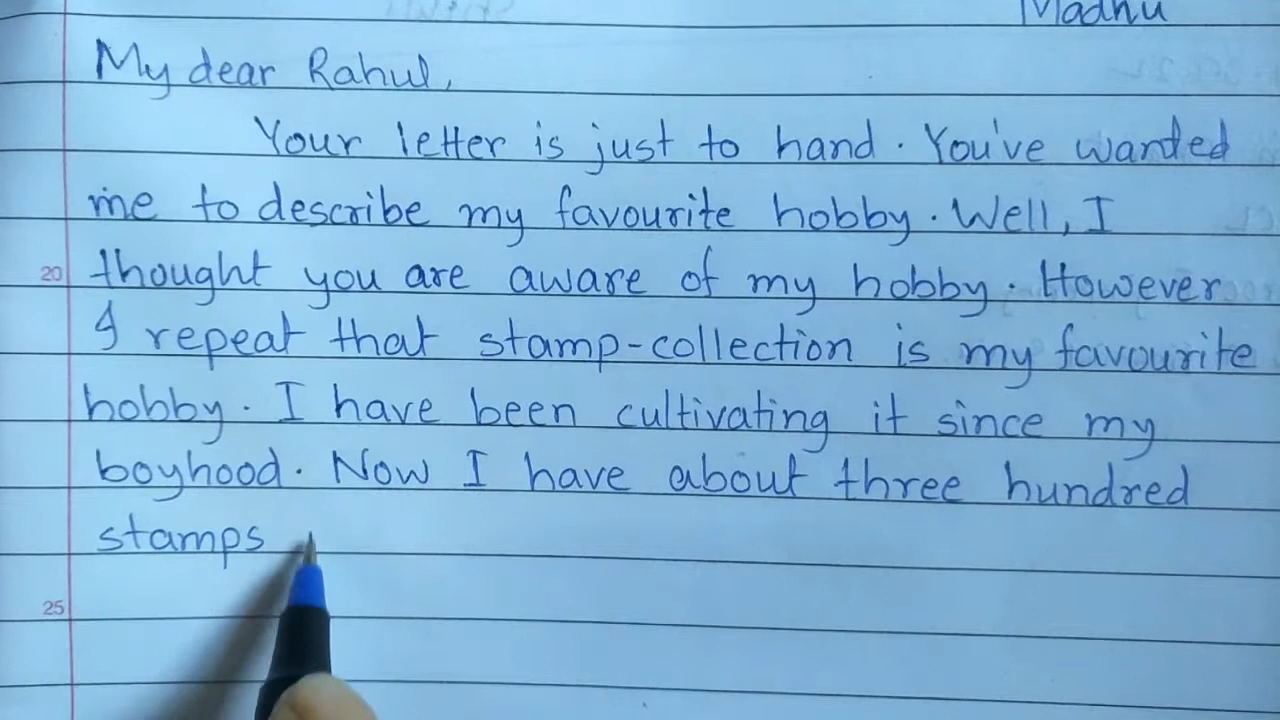 Madhu
My dear Rahul,
Your letter is just to hand. You've wanted
me to describe my favourite hobby. Well, I
20 thought you are aware of my hobby. However
I repeat that stamp-collection is my favourite
hobby. I have been cultivating it since my
boyhood. Now I have about three hundred
stamps
25